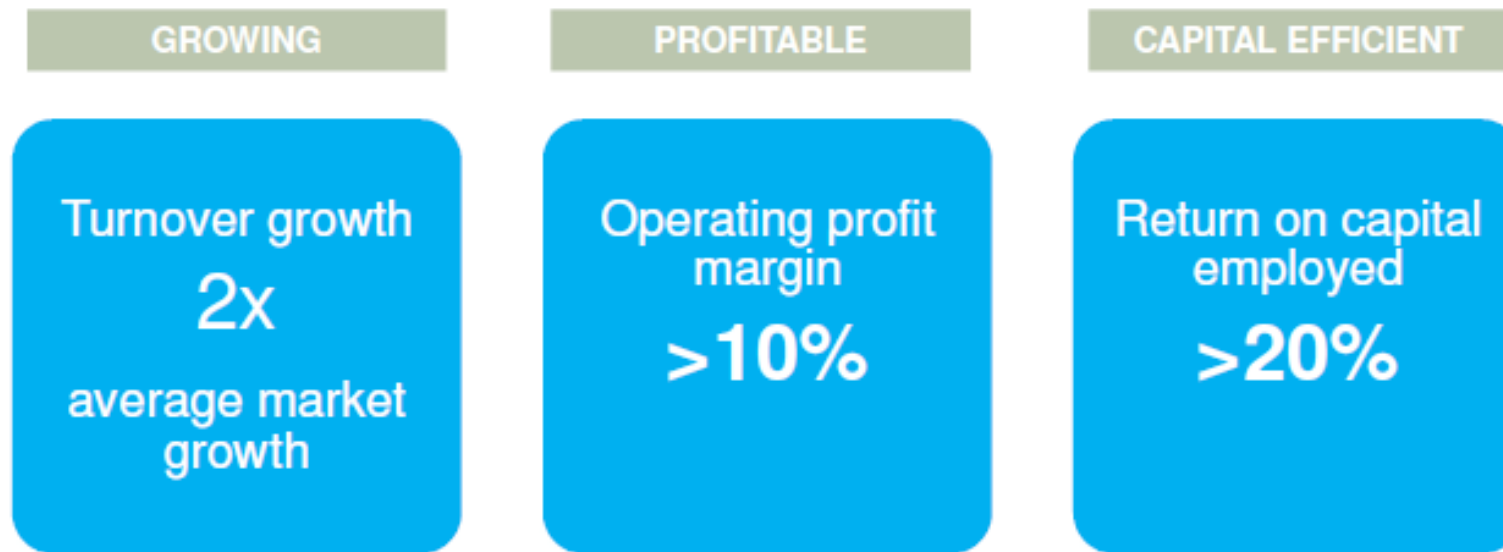 GROWING
PROFITABLE
CAPITAL EFFICIENT
Turnover growth
2x
average market
growth
Operating profit
margin
>10%
Return on capital
employed
>20%